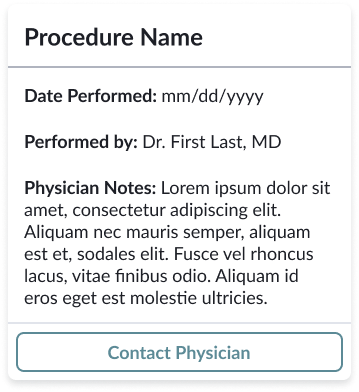 Procedure Name
Date Performed: mm/dd/yyyy
Performed by: Dr. First Last, MD
Physician Notes: Lorem ipsum dolor sit
amet, consectetur adipiscing elit.
Aliquam nec mauris semper, aliquam
est et, sodales elit. Fusce vel rhoncus
lacus, vitae finibus odio. Aliquam id
eros eget est molestie ultricies.
Contact Physician